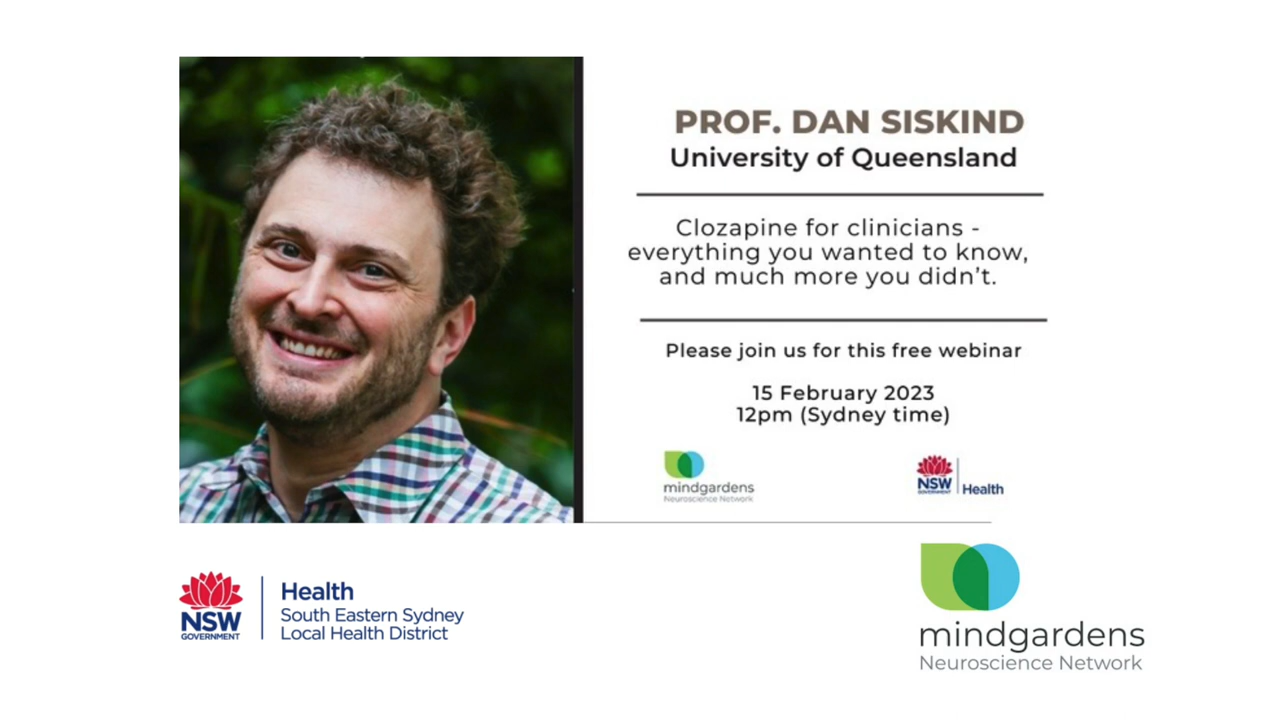 PROF. DAN SISKIND
University of Queensland
Clozapine for clinicians -
everything you wanted to know,
and much more you didn't.
Please join us for this free webinar
15 February 2023
12pm (Sydney time)
mindgardens
Neuroscience Network
NSW
GOVERNMENT
Health
NSW
GOVERNMENT
Health
South Eastern Sydney
Local Health District
mindgardens
Neuroscience Network